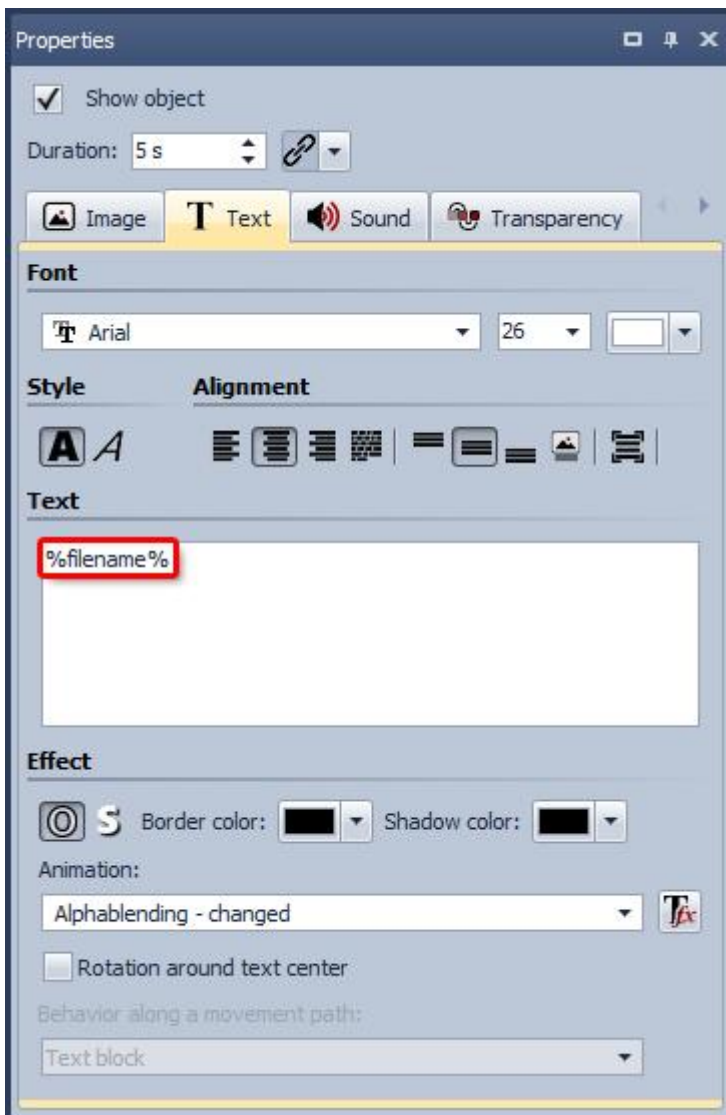 Properties
Show object
Duration: 5 s
Image Text Sound Transparency
Font
Arial 26
Style Alignment
Text
%filename%
Effect
Border color: Shadow color:
Animation:
Alphablending - changed
Rotation around text center
Behavior along a movement path:
Text block